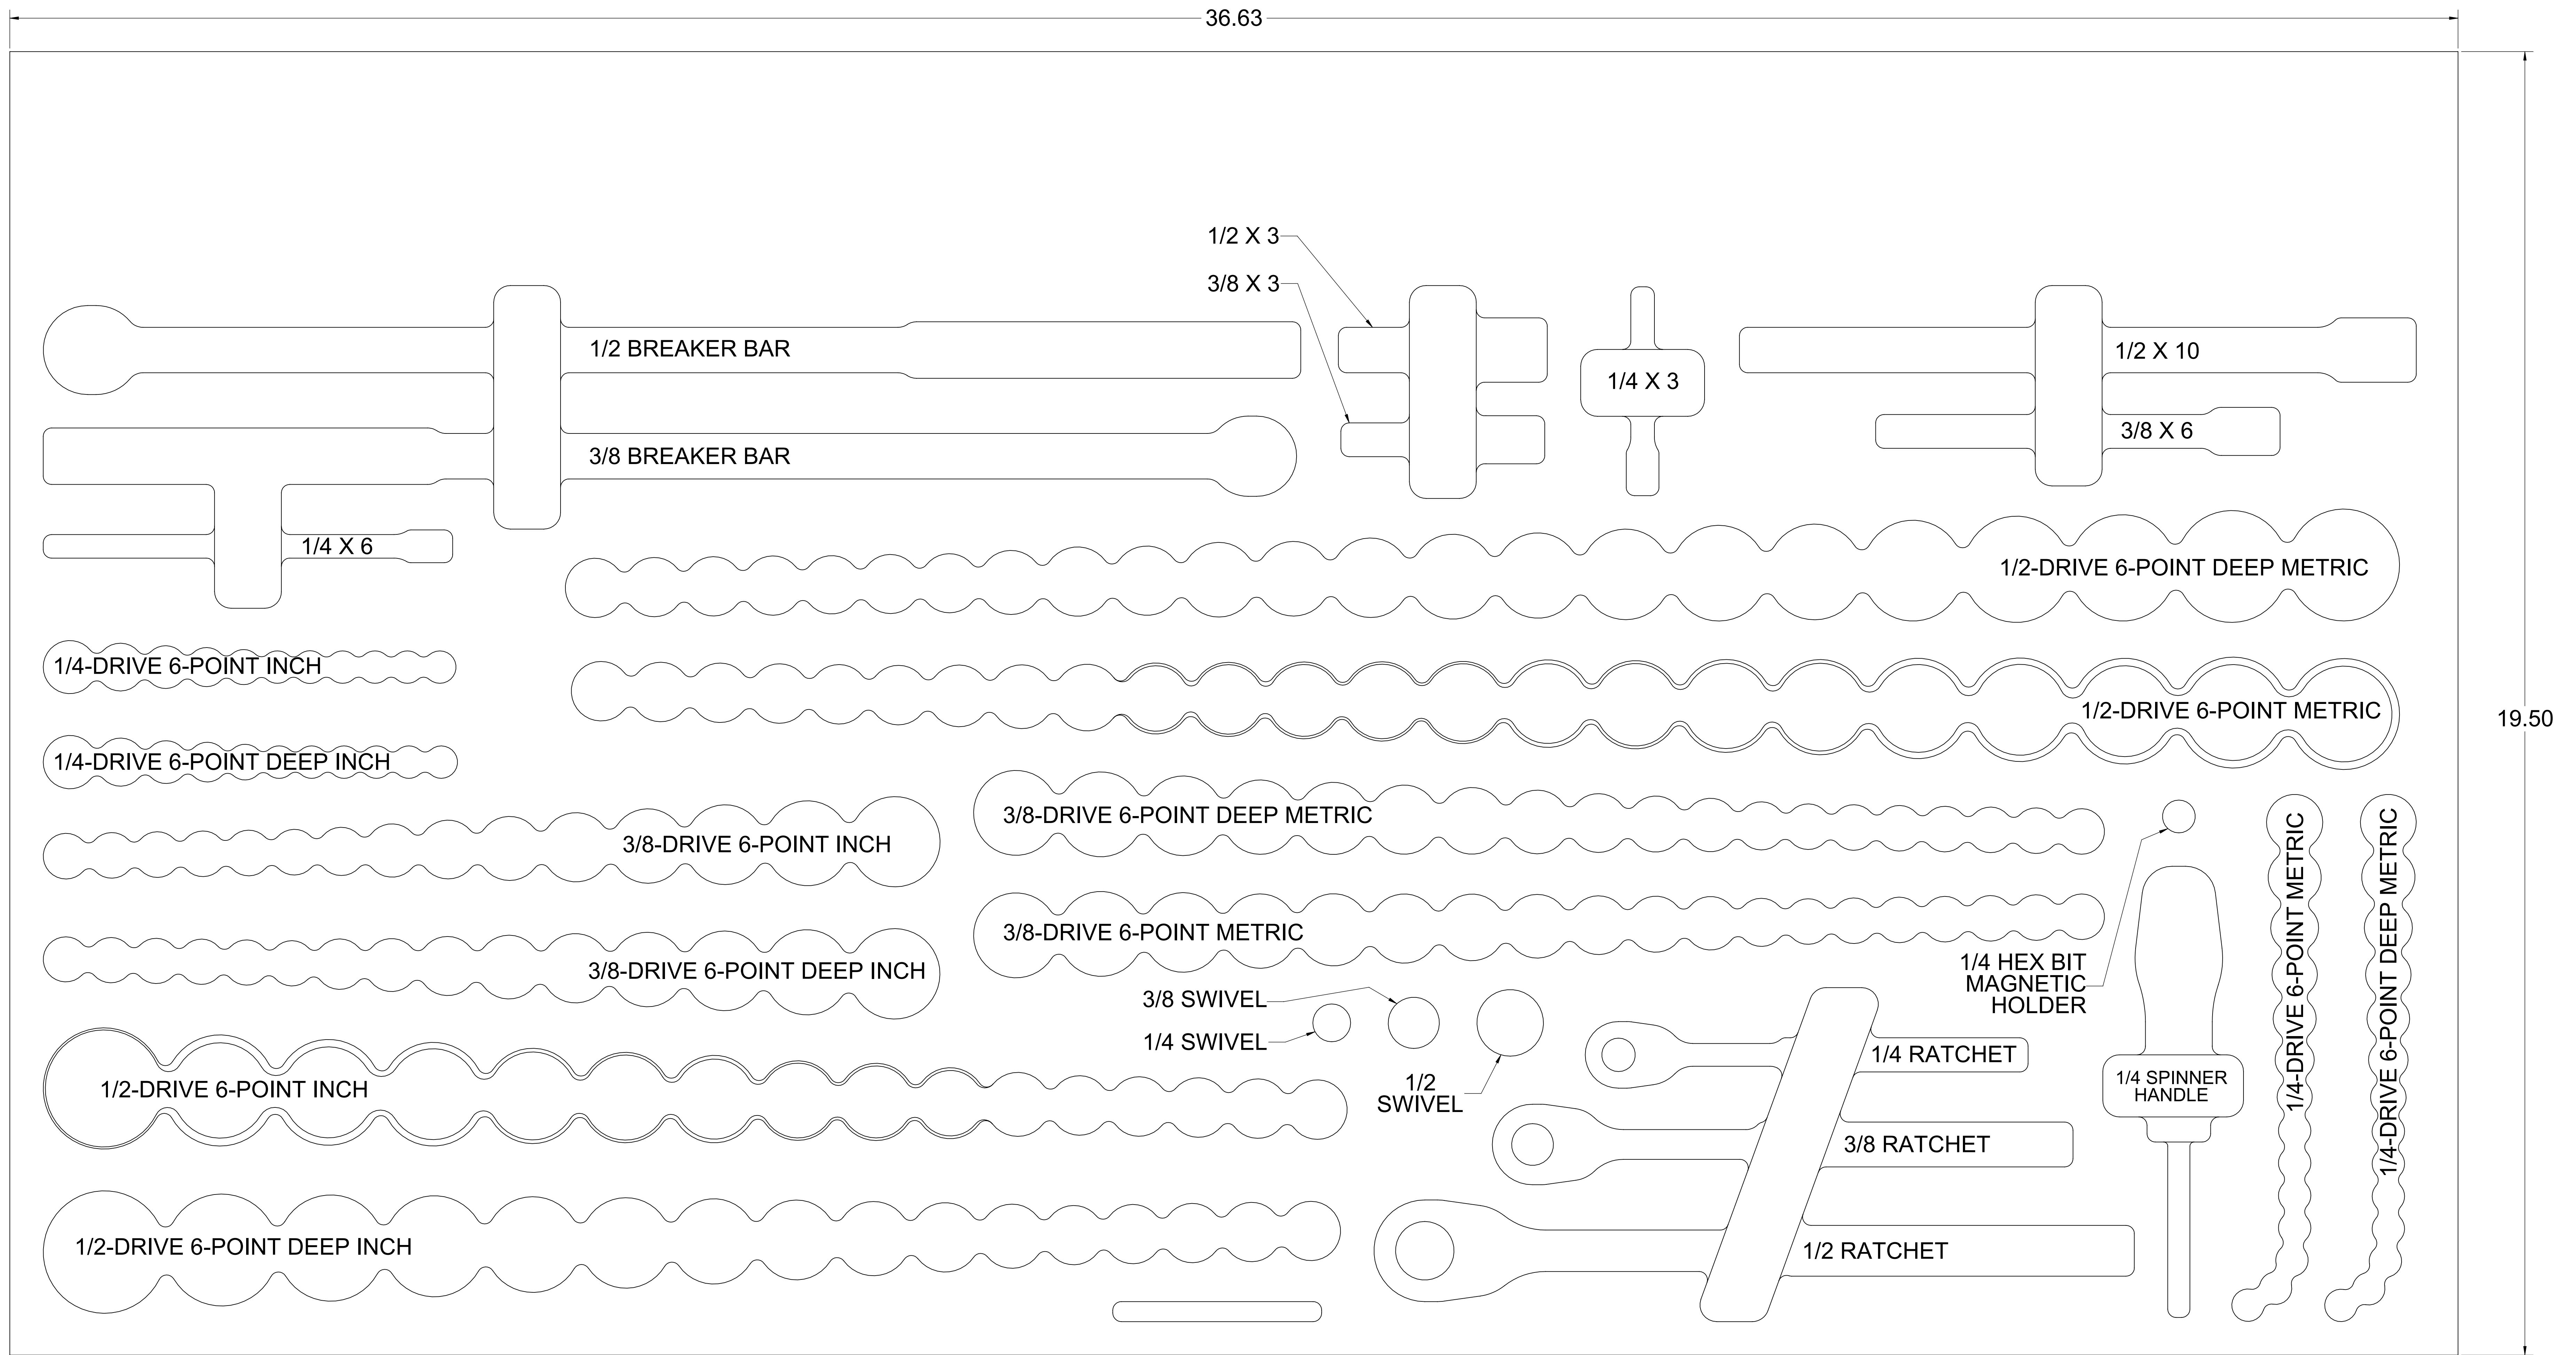 36.63
1/2 X 3
3/8 X 3
1/2 BREAKER BAR
1/2 X 10
1/4 X 3
3/8 X 6
3/8 BREAKER BAR
1/4 X 6
1/2-DRIVE 6-POINT DEEP METRIC
1/4-DRIVE 6-POINT INCH
1/2-DRIVE 6-POINT METRIC
19.50
1/4-DRIVE 6-POINT DEEP INCH
3/8-DRIVE 6-POINT DEEP METRIC
3/8-DRIVE 6-POINT INCH
3/8-DRIVE 6-POINT METRIC
1/4-DRIVE 6-POINT METRIC
1/4-DRIVE 6-POINT DEEP METRIC
3/8-DRIVE 6-POINT DEEP INCH
1/4 HEX BIT
MAGNETIC
HOLDER
3/8 SWIVEL
1/4 SWIVEL
1/4 RATCHET
1/2
SWIVEL
1/4 SPINNER
HANDLE
1/2-DRIVE 6-POINT INCH
3/8 RATCHET
1/2-DRIVE 6-POINT DEEP INCH
1/2 RATCHET